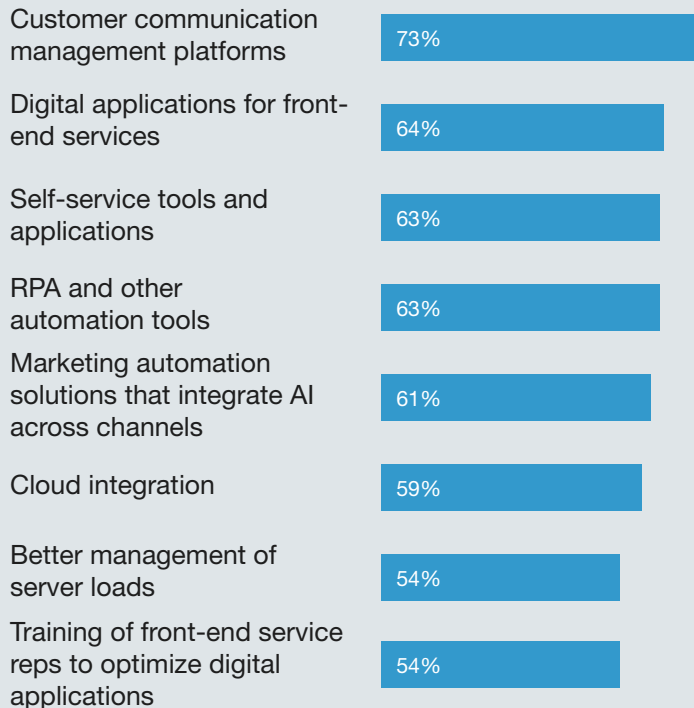 Customer communication
management platforms
73%
Digital applications for front-
end services
64%
Self-service tools and
applications
63%
RPA and other
automation tools
63%
Marketing automation
solutions that integrate AI
across channels
61%
Cloud integration
59%
Better management of
server loads
54%
Training of front-end service
reps to optimize digital
applications
54%